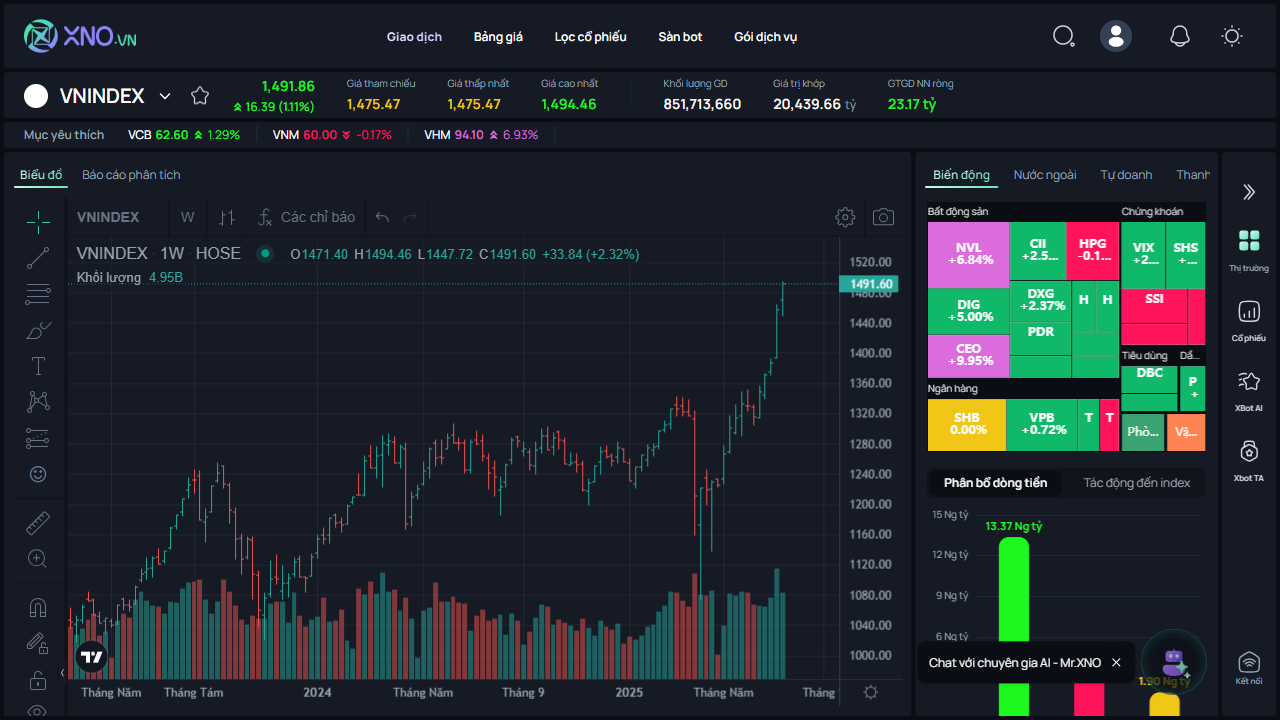 XNO.VN
Giao dịch Bảng giá Lọc cổ phiếu Sàn bot Gói dịch vụ
VNINDEX
1,491.86
16.39 (1.11%)
Giá tham chiếu
1,475.47
Giá thấp nhất
1,475.47
Giá cao nhất
1,494.46
Khối lượng GD
851,713,660
Giá trị khớp
20,439.66 tỷ
GTGD NN ròng
23.17 tỷ
Mục yêu thích VCB 62.60 1.29% VNM 60.00 -0.17% VHM 94.10 6.93%
Biểu đồ Báo cáo phân tích
VNINDEX W Các chỉ báo
VNINDEX · 1W · HOSE O1471.40 H1494.46 L1447.72 C1491.60 +33.84 (+2.32%)
Khối lượng 4.95B
1520.00
1491.60
1480.00
1440.00
1400.00
1360.00
1320.00
1280.00
1240.00
1200.00
1160.00
1120.00
1080.00
1040.00
1000.00
Tháng Năm Tháng Tám 2024 Tháng Năm Tháng 9 2025 Tháng Năm Tháng
Biến động Nước ngoài Tự doanh Thanh
Bất động sản
NVL
+6.84%
CII
+2.5...
HPG
-0.1...
DIG
+5.00%
DXG
+2.37%
H H
PDR
CEO
+9.95%
Chứng khoán
VIX
+2...
SHS
+...
SSI
Tiêu dùng
DBC
Dầ...
P
+
Ngân hàng
SHB
0.00%
VPB
+0.72%
T T
Phò...
Vậ...
Phân bổ dòng tiền Tác động đến index
15 Ng tỷ
13.37 Ng tỷ
12 Ng tỷ
9 Ng tỷ
6 Ng tỷ
1.90 Ng tỷ
Chat với chuyên gia AI - Mr.XNO
Thị trường
Cổ phiếu
XBot AI
Xbot TA
Kết nối